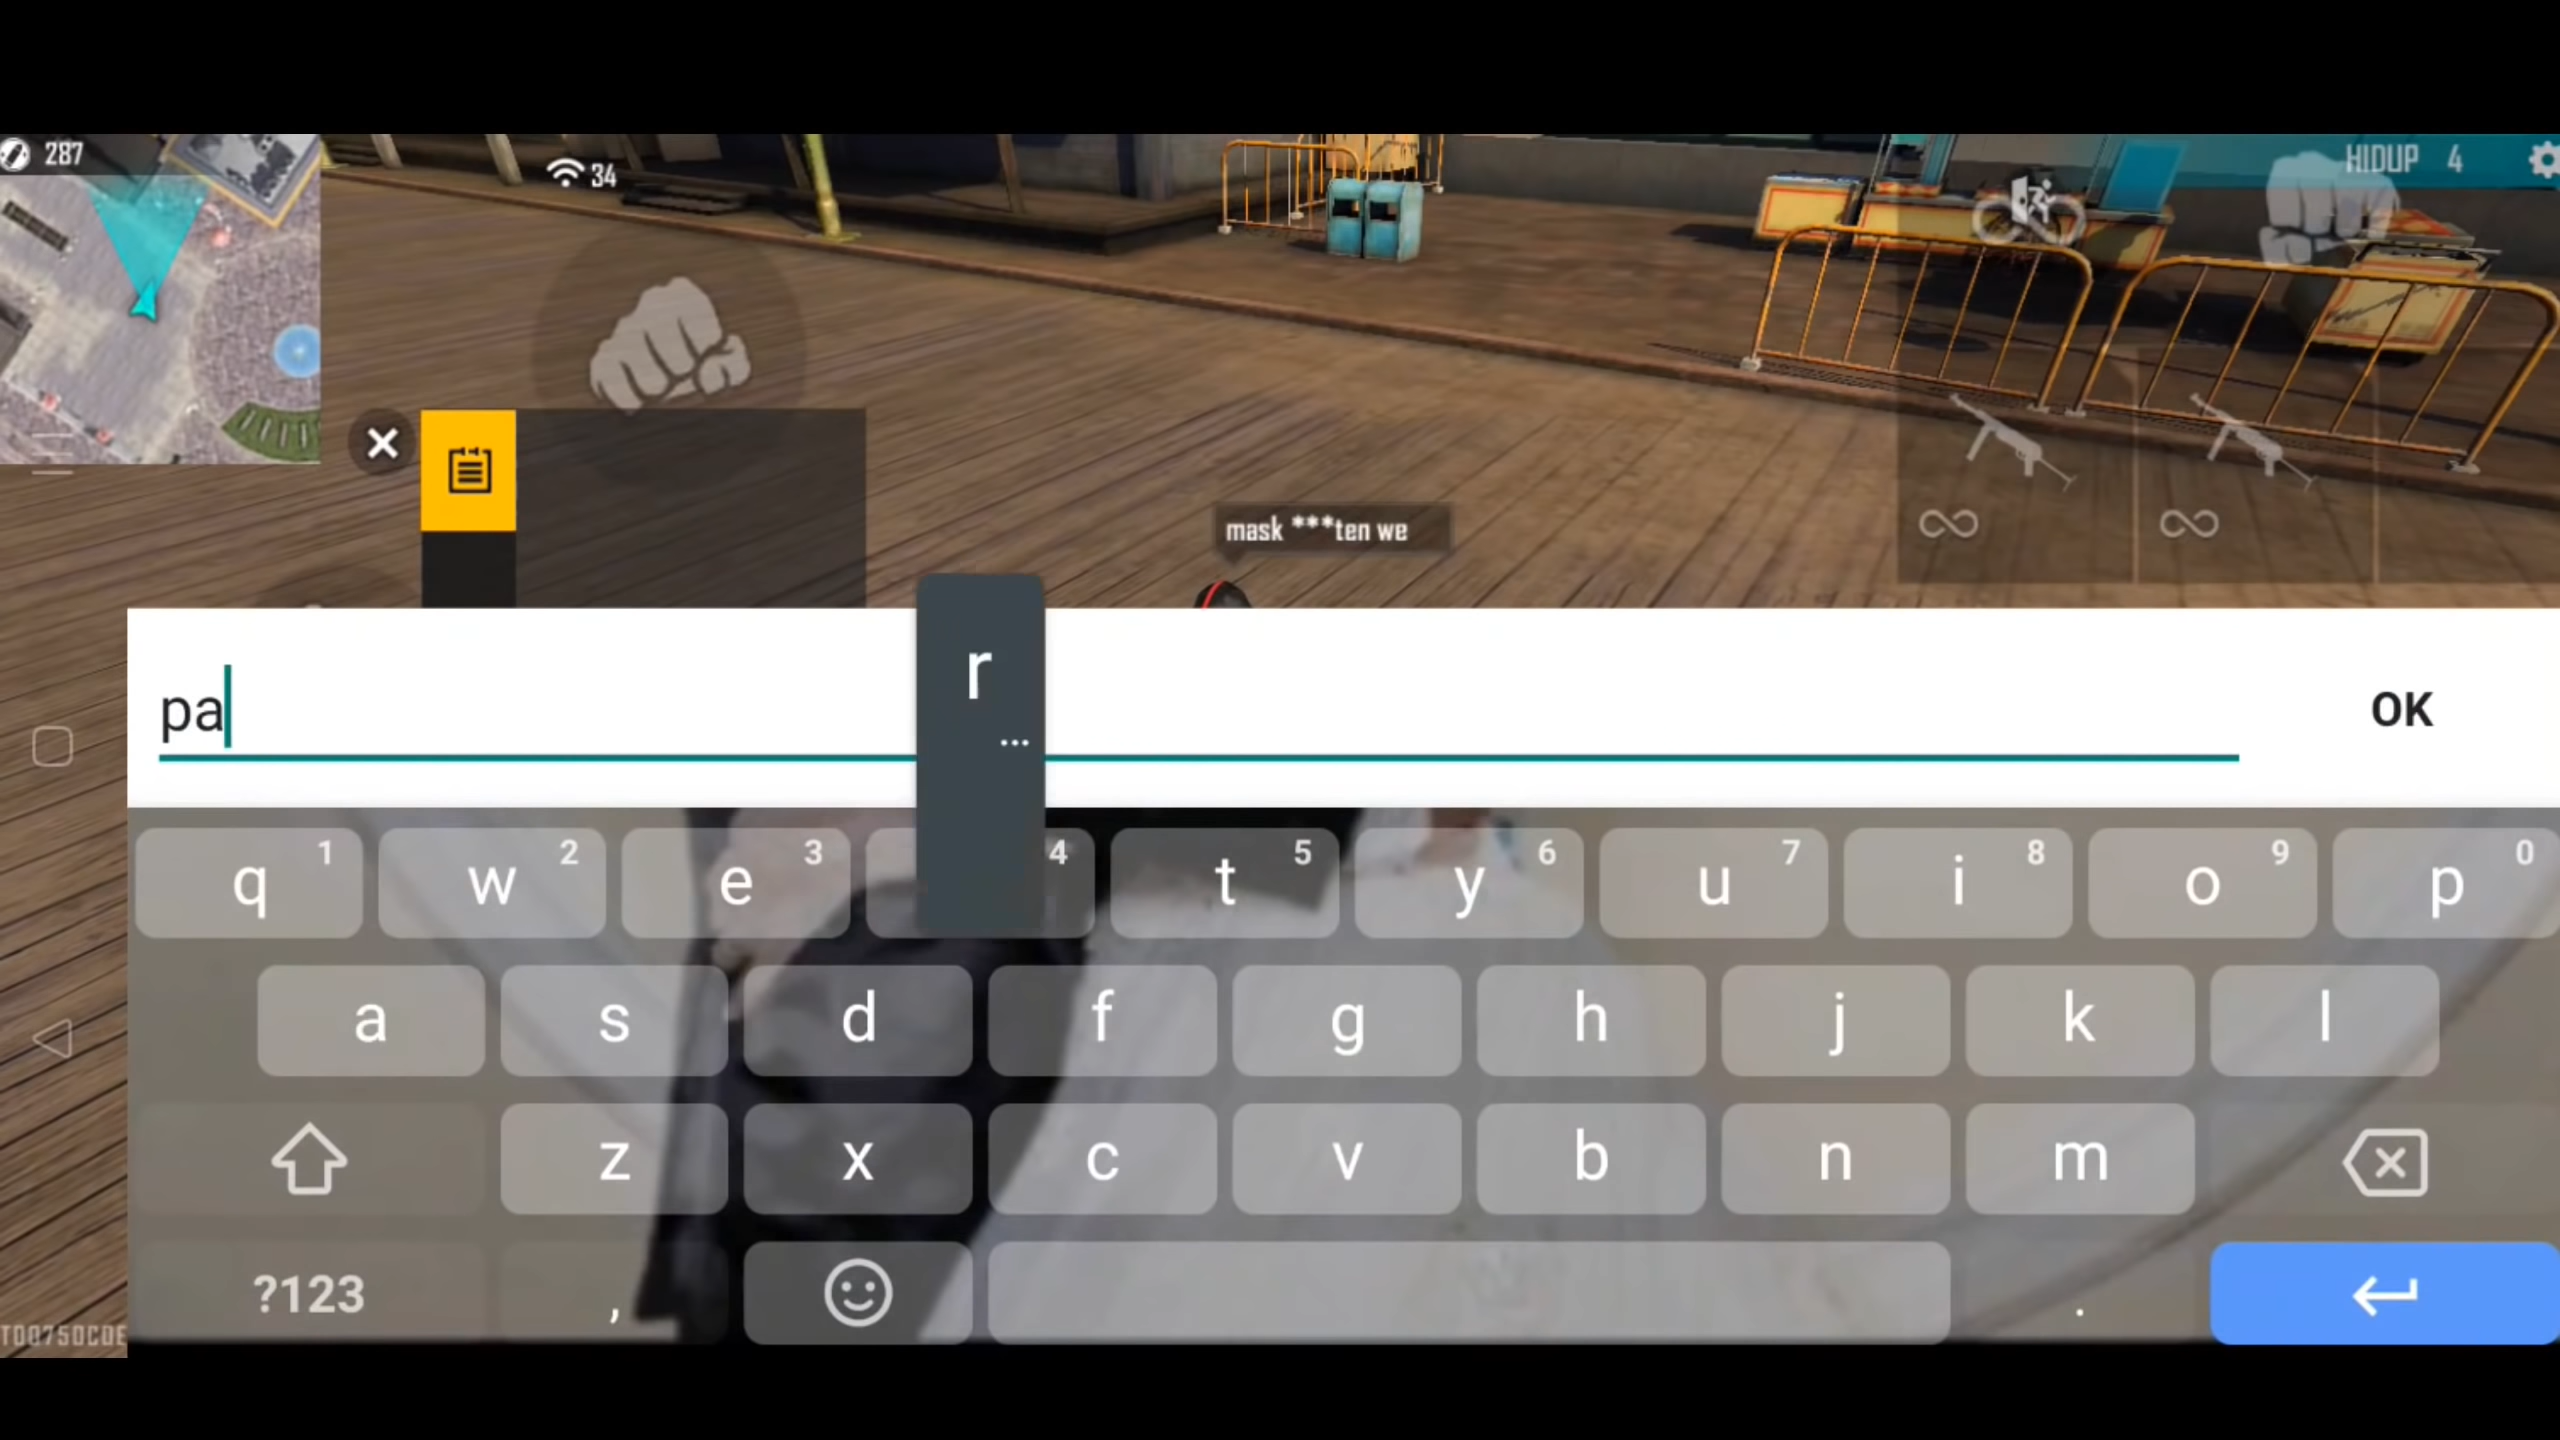 287
34
HIDUP 4
mask ***ten we
pa
r
...
OK
q 1 w 2 e 3 4 t 5 y 6 u 7 i 8 o 9 p 0
a s d f g h j k l
z x c v b n m
?123 , .